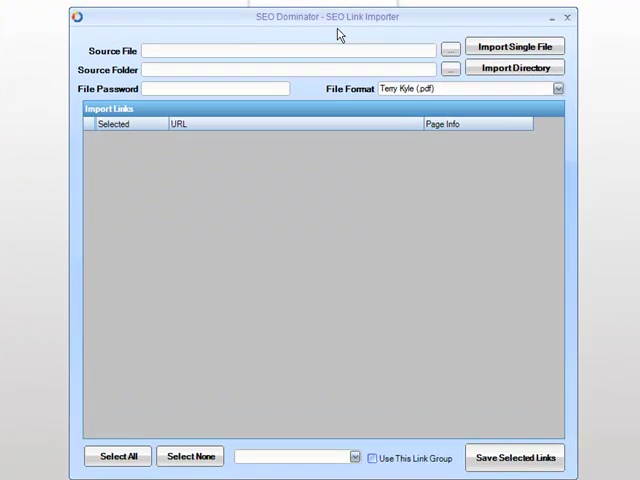 SEO Dominator - SEO Link Importer
Source File ... Import Single File
Source Folder ... Import Directory
File Password File Format Terry Kyle (.pdf)
Import Links
Selected URL Page Info
Select All Select None Use This Link Group Save Selected Links